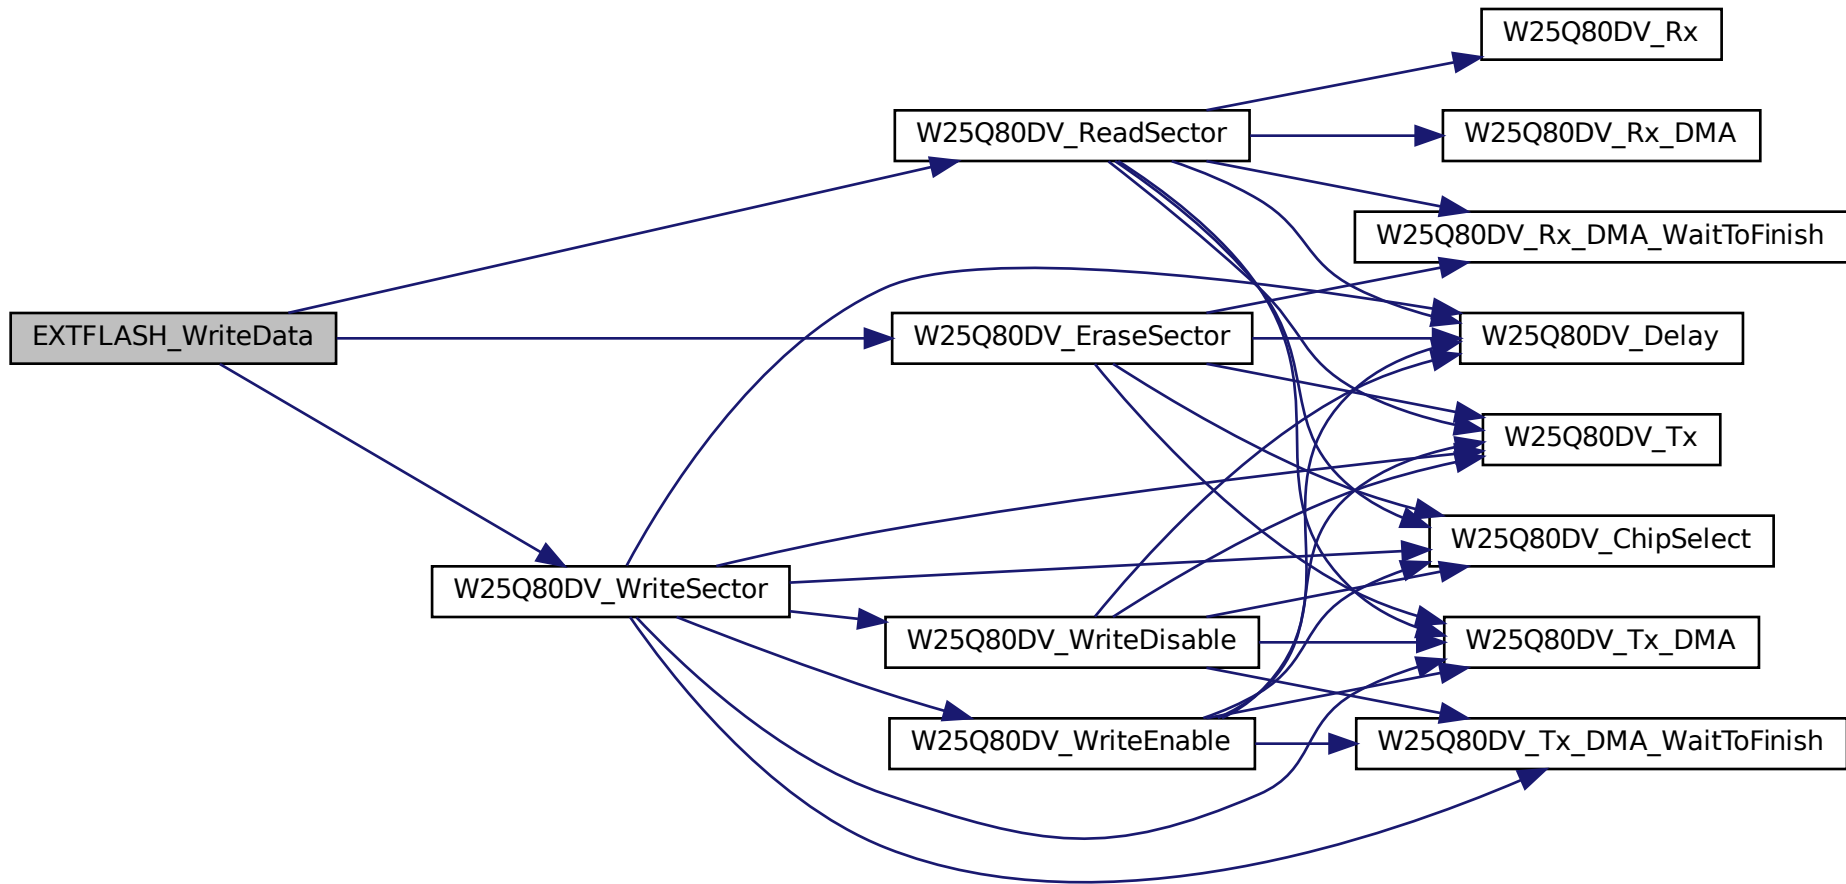 W25Q80DV_Rx
W25Q80DV_ReadSector
W25Q80DV_Rx_DMA
W25Q80DV_Rx_DMA_WaitToFinish
EXTFLASH_WriteData
W25Q80DV_EraseSector
W25Q80DV_Delay
W25Q80DV_Tx
W25Q80DV_ChipSelect
W25Q80DV_WriteSector
W25Q80DV_WriteDisable
W25Q80DV_Tx_DMA
W25Q80DV_WriteEnable
W25Q80DV_Tx_DMA_WaitToFinish